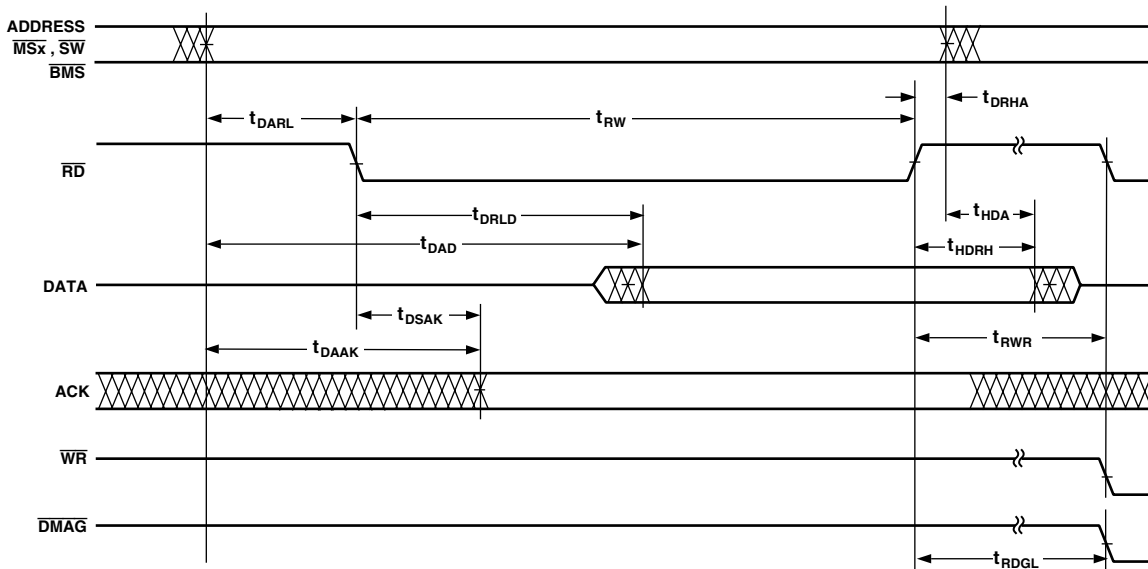 ADDRESS
MSx , SW
BMS
tDARL
tRW
tDRHA
RD
tDRLD
tHDA
tDAD
tHDRH
DATA
tDSAK
tDAAK
tRWR
ACK
WR
DMAG
tRDGL